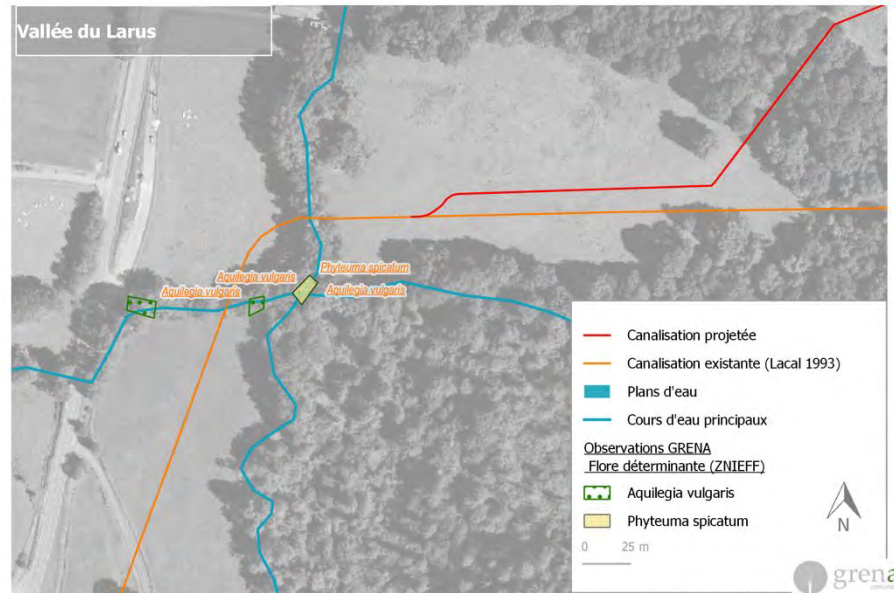 Vallée du Larus
Phyteuma spicatum
Aquilegia vulgaris
Aquilegia vulgaris
Aquilegia vulgaris
Canalisation projetée
Canalisation existante (Lacal 1993)
Plans d'eau
Cours d'eau principaux
Observations GRENA
Flore déterminante (ZNIEFF)
Aquilegia vulgaris
Phyteuma spicatum
N
0 25 m
grena